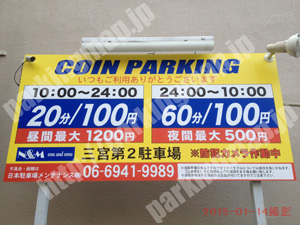 COIN PARKING
いつもご利用ありがとうございます
10:00～24:00
24:00～10:00
20分/100円
60分/100円
昼間最大 1200円
夜間最大 500円
三宮第2駐車場
※防犯カメラ作動中
日本駐車場メンテナンス㈱
06-6941-9989
2015-01-14撮影